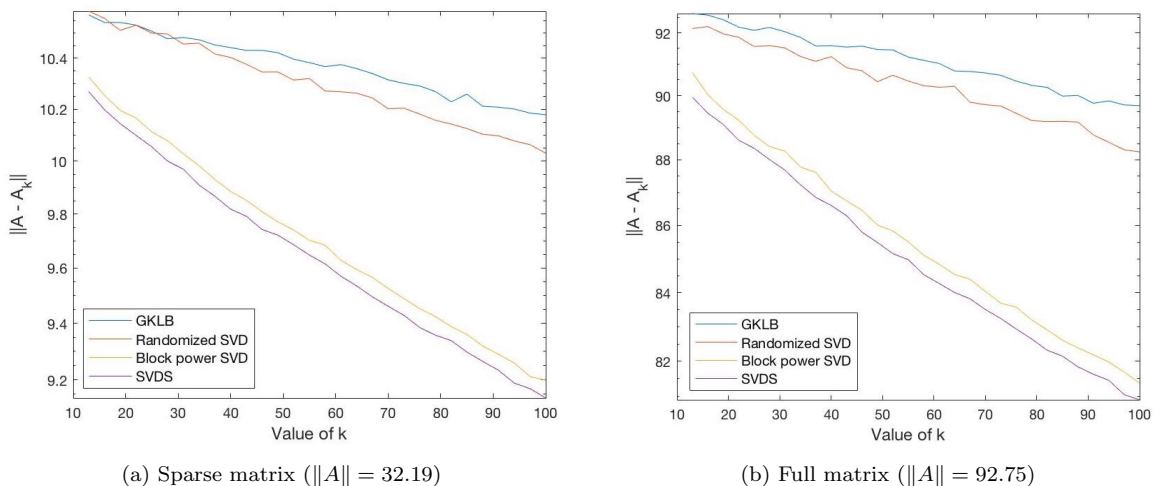 ||A - A_k||
10.4
10.2
10
9.8
9.6
9.4
9.2
GKLB
Randomized SVD
Block power SVD
SVDS
10 20 30 40 50 60 70 80 90 100
Value of k
(a) Sparse matrix (‖A‖ = 32.19)
||A - A_k||
92
90
88
86
84
82
GKLB
Randomized SVD
Block power SVD
SVDS
10 20 30 40 50 60 70 80 90 100
Value of k
(b) Full matrix (‖A‖ = 92.75)